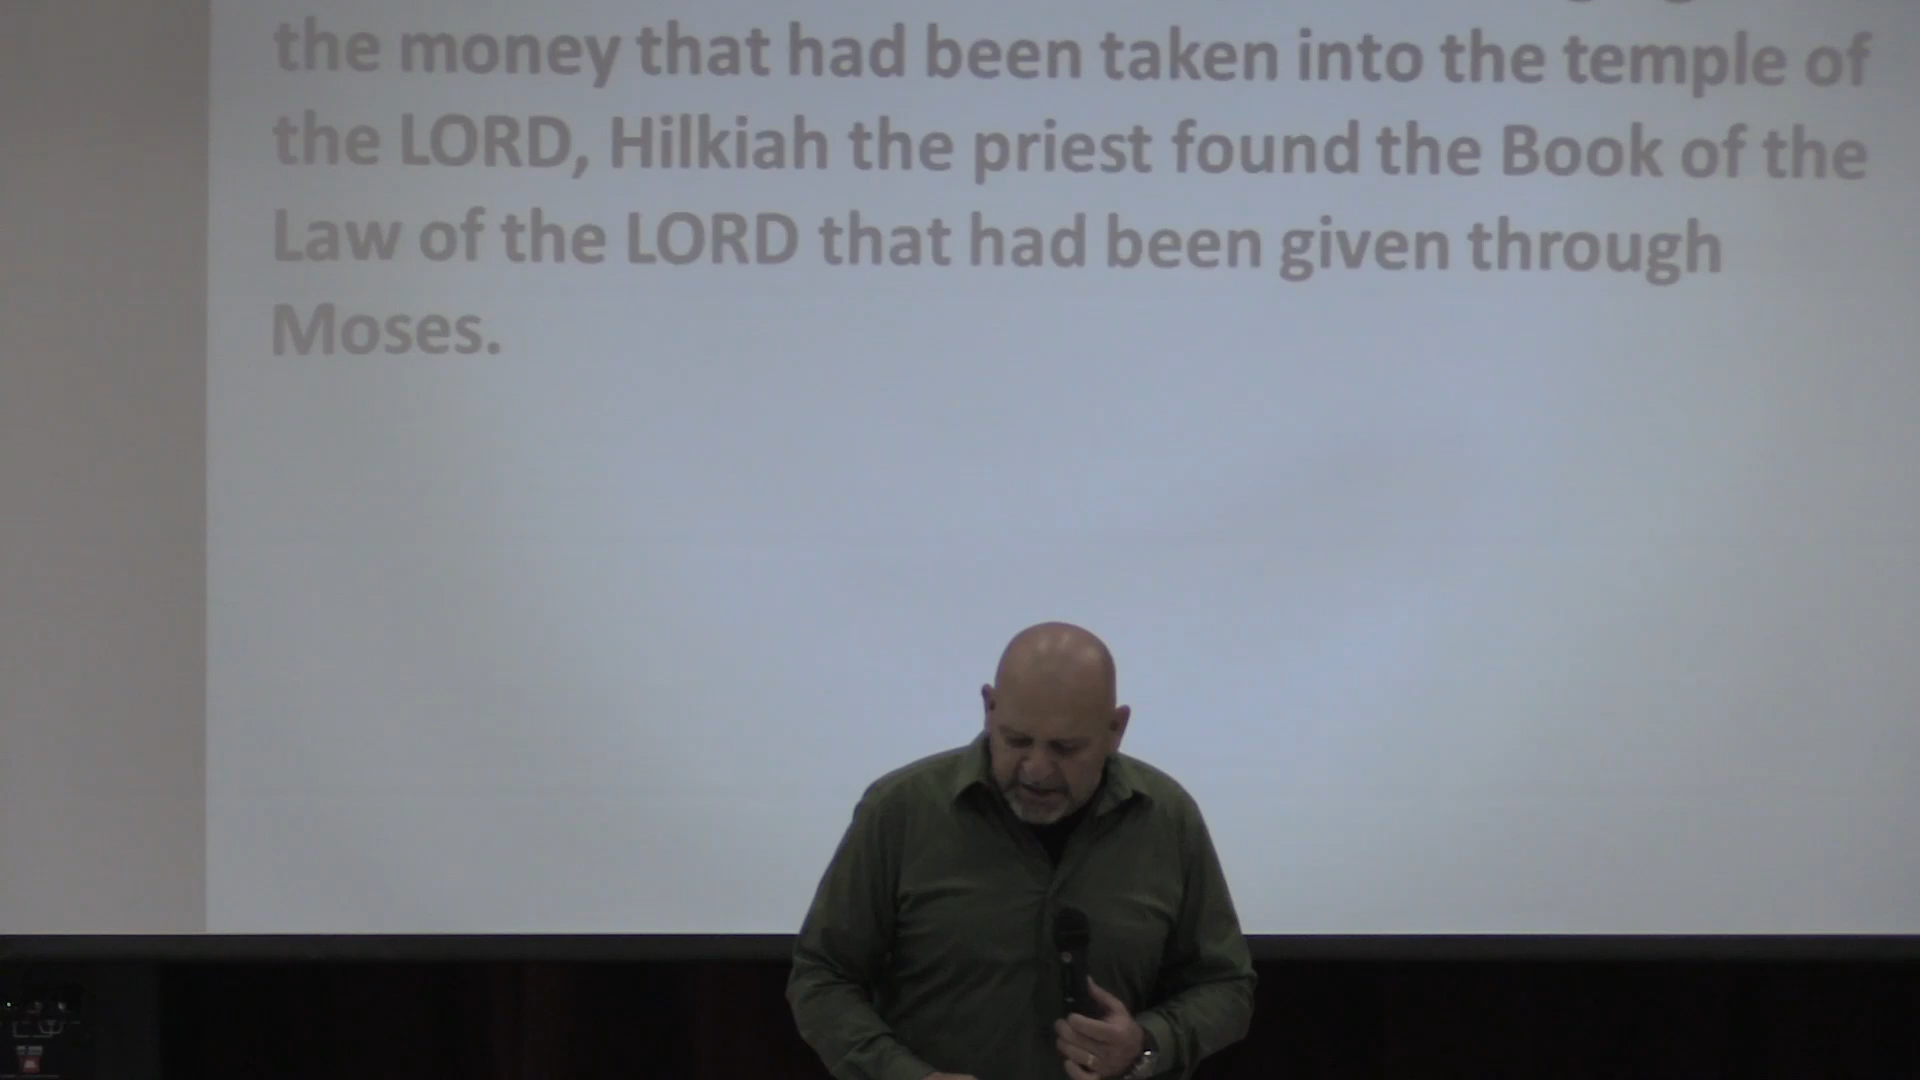 the money that had been taken into the temple of
the LORD, Hilkiah the priest found the Book of the
Law of the LORD that had been given through
Moses.